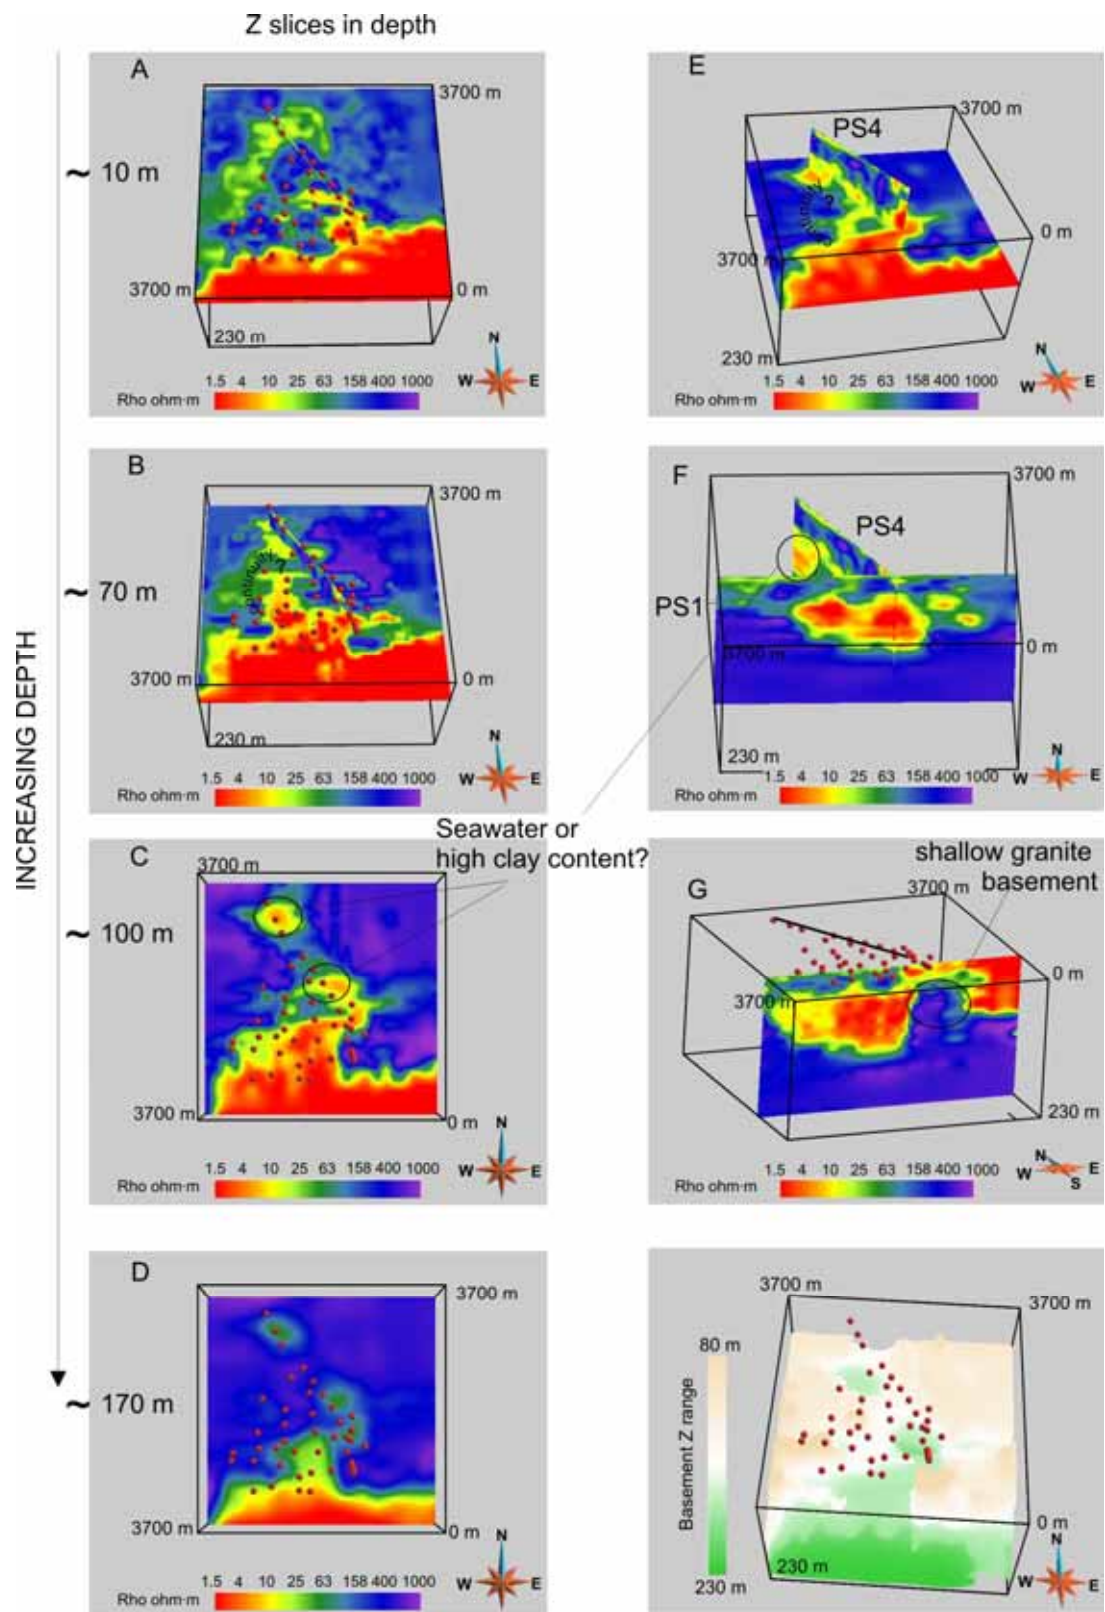 Z slices in depth
INCREASING DEPTH
A
~ 10 m
3700 m
3700 m
0 m
230 m
N
W E
1.5 4 10 25 63 158 400 1000
Rho ohm·m
B
~ 70 m
3700 m
continuity?
3700 m
0 m
230 m
N
W E
1.5 4 10 25 63 158 400 1000
Rho ohm·m
Seawater or
high clay content?
C
~ 100 m
3700 m
3700 m
0 m
N
W E
1.5 4 10 25 63 158 400 1000
Rho ohm·m
D
~ 170 m
3700 m
3700 m
0 m
N
W E
1.5 4 10 25 63 158 400 1000
Rho ohm·m
E
3700 m
PS4
continuity?
0 m
3700 m
230 m
N
W E
1.5 4 10 25 63 158 400 1000
Rho ohm·m
F
3700 m
PS4
PS1
0 m
3700 m
230 m
N
W E
1.5 4 10 25 63 158 400 1000
Rho ohm·m
shallow granite
basement
G
3700 m
0 m
3700 m
230 m
N
W E
S
1.5 4 10 25 63 158 400 1000
Rho ohm·m
3700 m
3700 m
80 m
Basement Z range
230 m
0 m
230 m
N
W E